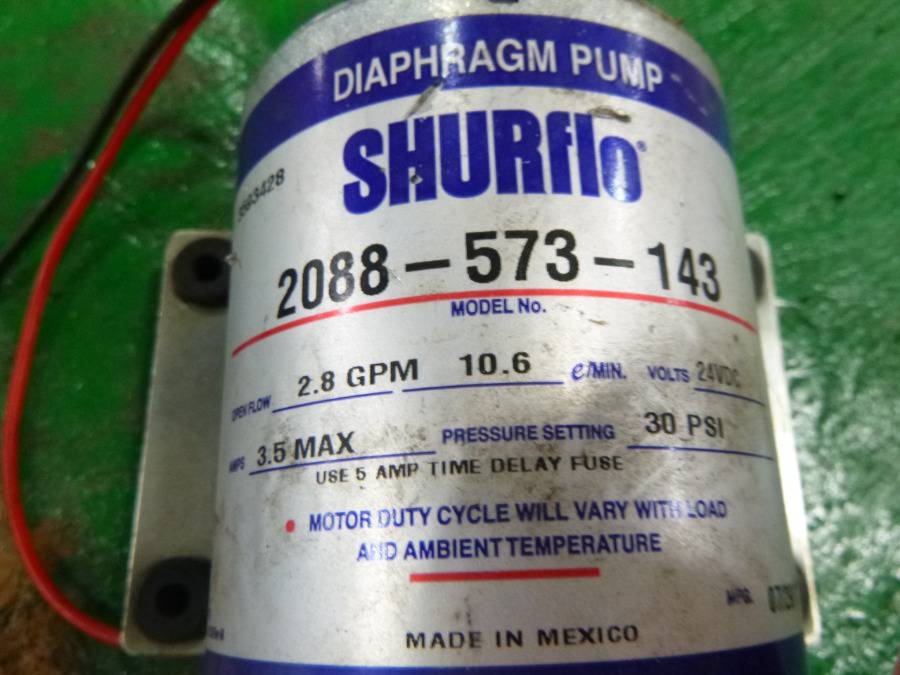 DIAPHRAGM PUMP
SHURflo®
2088-573-143
MODEL No.
OPEN FLOW 2.8 GPM 10.6 ℓ/MIN. VOLTS 24VDC
AMPS 3.5 MAX PRESSURE SETTING 30 PSI
USE 5 AMP TIME DELAY FUSE
• MOTOR DUTY CYCLE WILL VARY WITH LOAD
AND AMBIENT TEMPERATURE
MFG.
MADE IN MEXICO